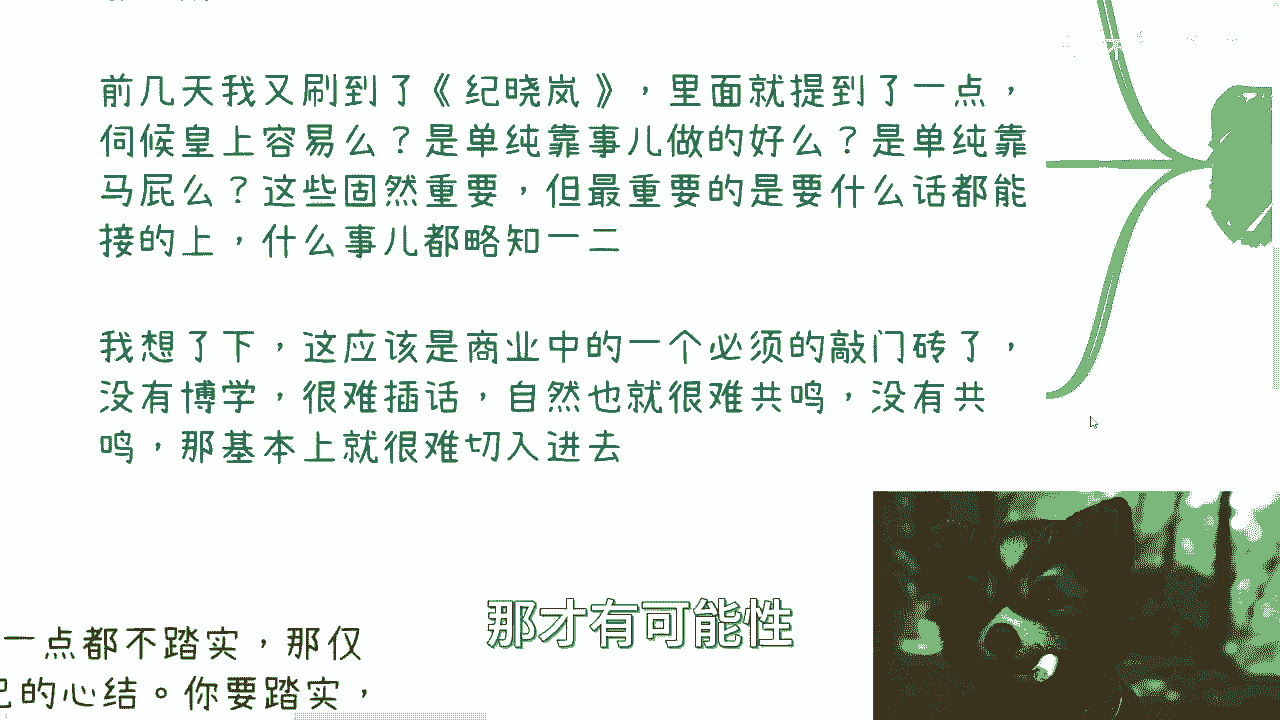 前几天我又刷到了《纪晓岚》，里面就提到了一点，
伺候皇上容易么？是单纯靠事儿做的好么？是单纯靠
马屁么？这些固然重要，但最重要的是要什么话都能
接的上，什么事儿都略知一二
我想了下，这应该是商业中的一个必须的敲门砖了，
没有博学，很难插话，自然也就很难共鸣，没有共
鸣，那基本上就很难切入进去
那才有可能性
一点都不踏实，那仅
己的心结。你要踏实，